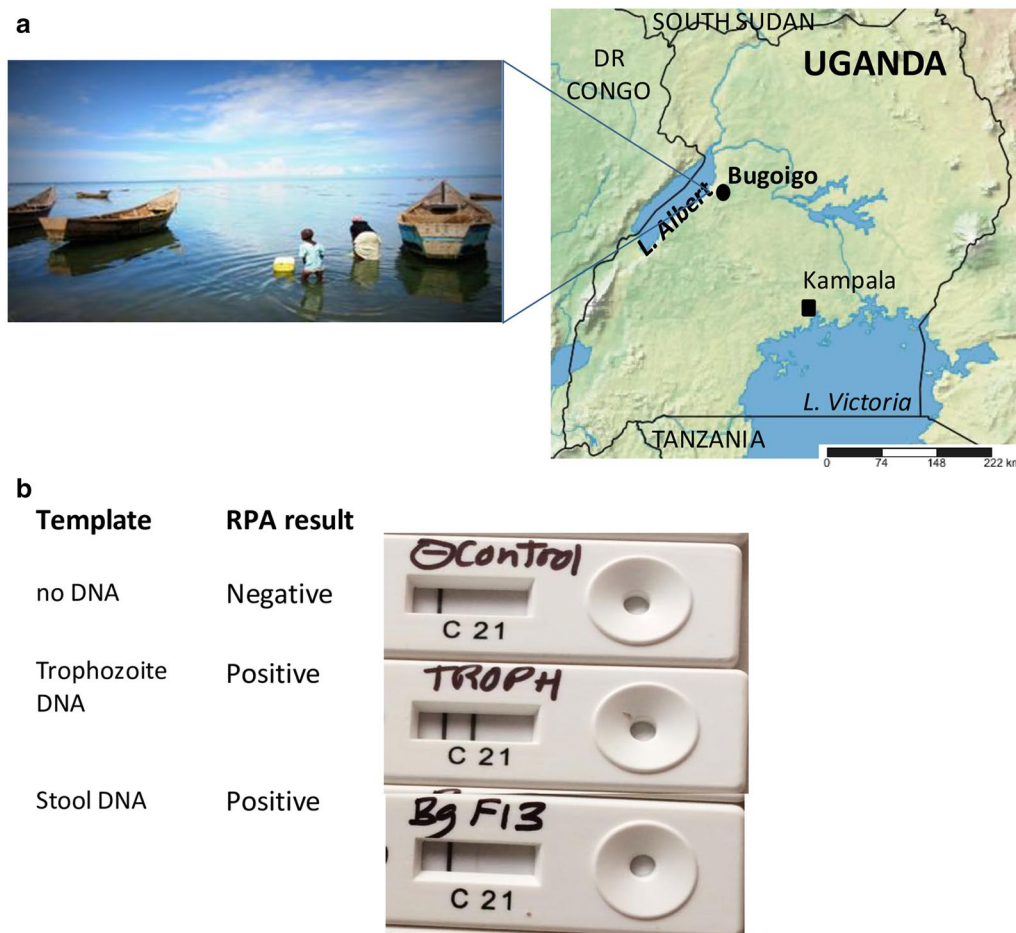 a
SOUTH SUDAN
DR
CONGO
UGANDA
Bugoigo
L. Albert
Kampala
L. Victoria
TANZANIA
0 74 148 222 km
b
Template RPA result
no DNA Negative
Trophozoite
DNA
Positive
Stool DNA Positive
⊖Control
C 21
TROPH
C 21
Bg F13
C 21